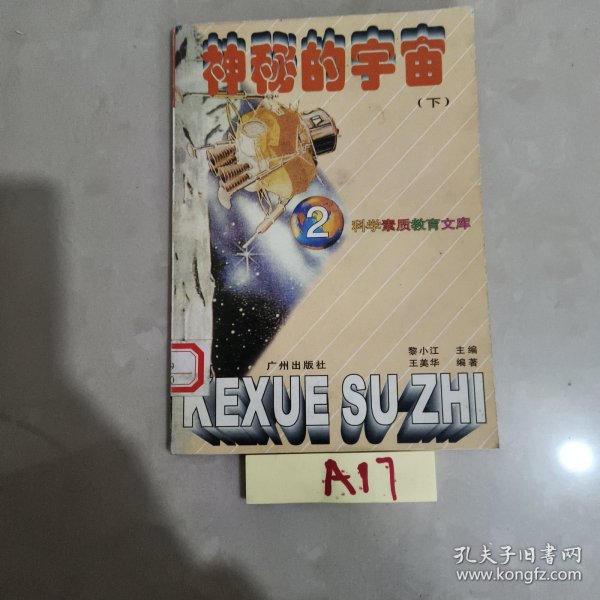 神秘的宇宙
(下)
2
科学素质教育文库
黎小江 主编
广州出版社
王美华 编著
KEXUE SU ZHI
A17
孔夫子旧书网
www.kongfz.com